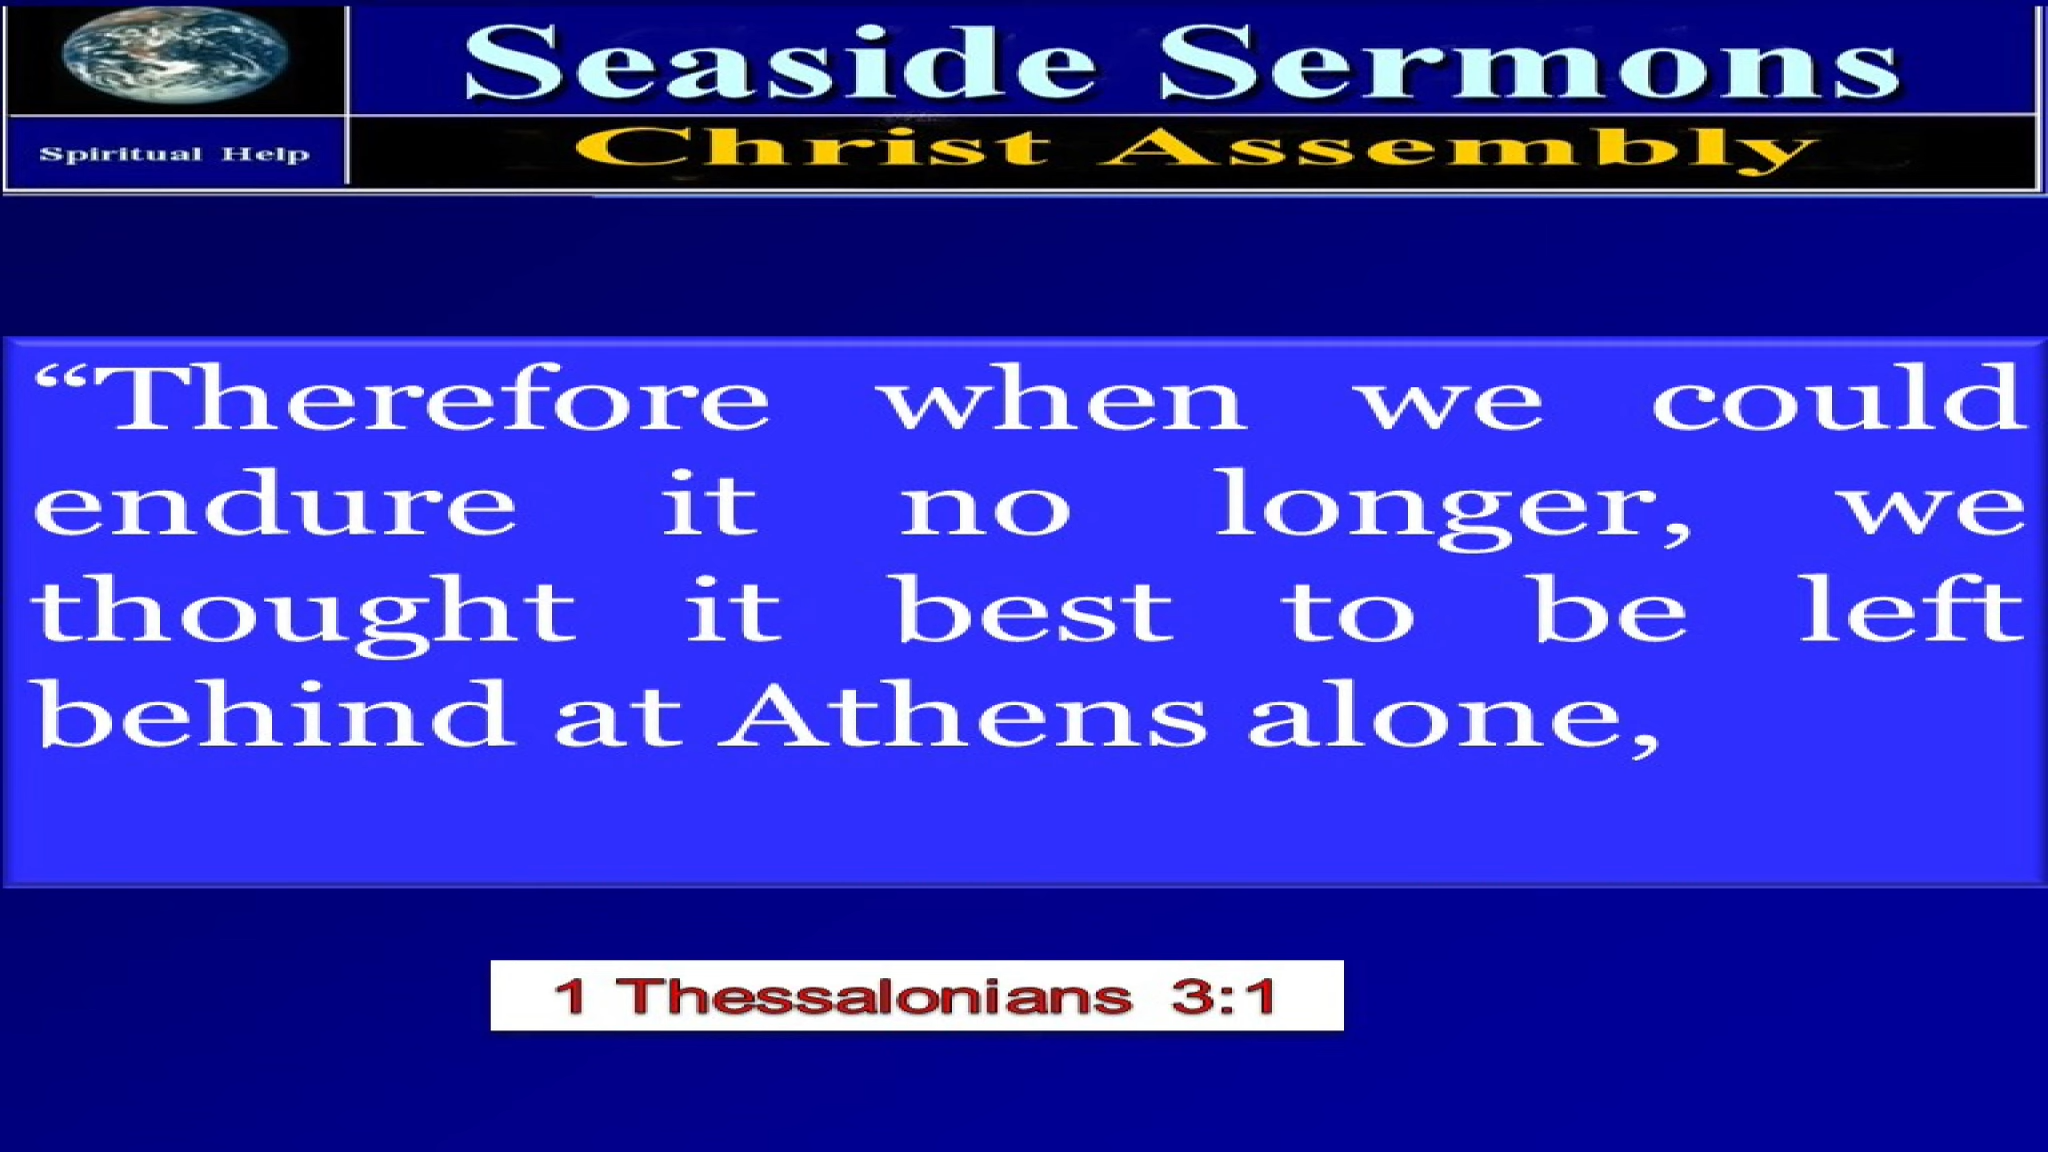 Seaside Sermons
Spiritual Help
Christ Assembly
“Therefore when we could
endure it no longer, we
thought it best to be left
behind at Athens alone,
1 Thessalonians 3:1